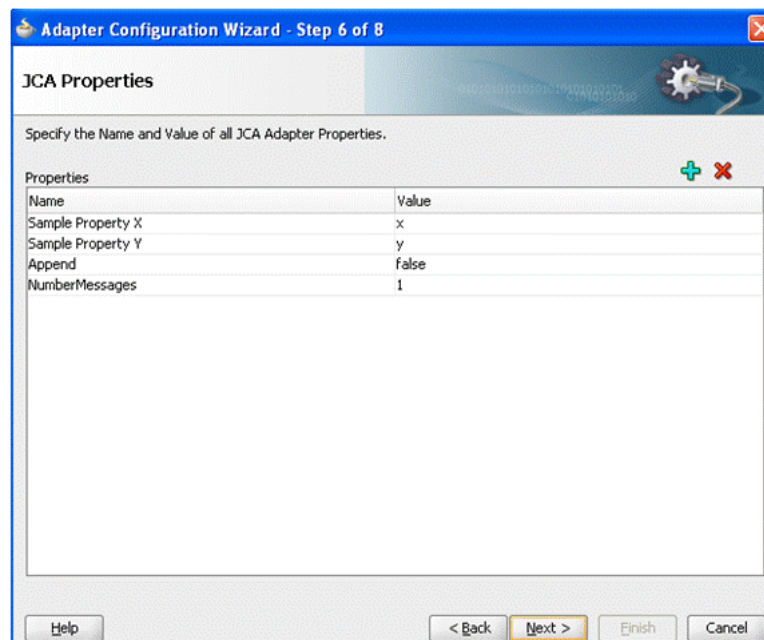 Adapter Configuration Wizard - Step 6 of 8
JCA Properties
Specify the Name and Value of all JCA Adapter Properties.
Properties
Name Value
Sample Property X x
Sample Property Y y
Append false
NumberMessages 1
Help < Back Next > Finish Cancel